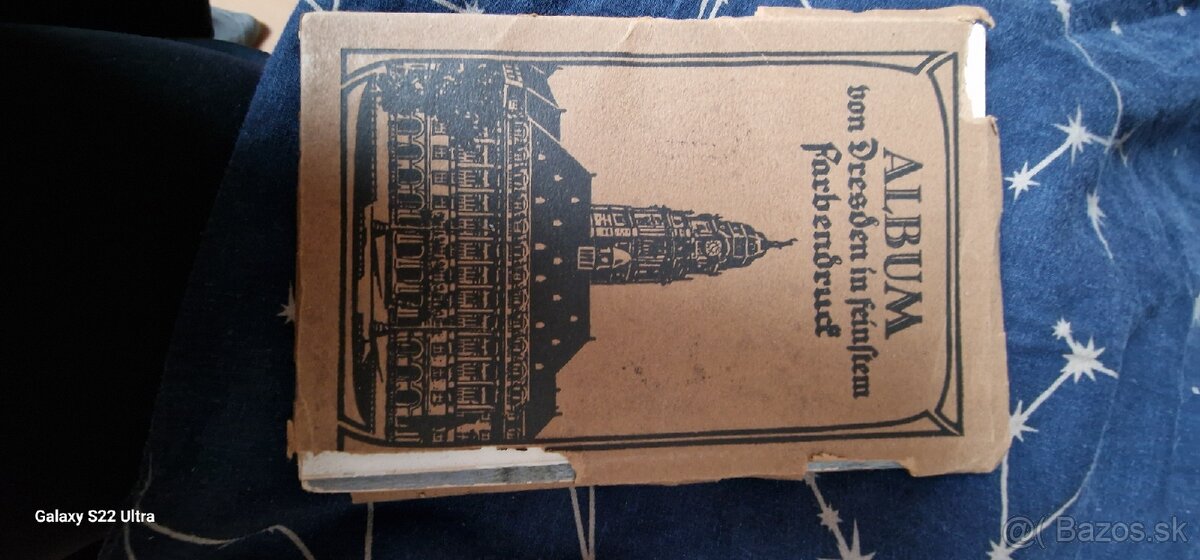 ALBUM
von Dresden in feinstem
Farbendruck
Galaxy S22 Ultra
@( Bazos.sk